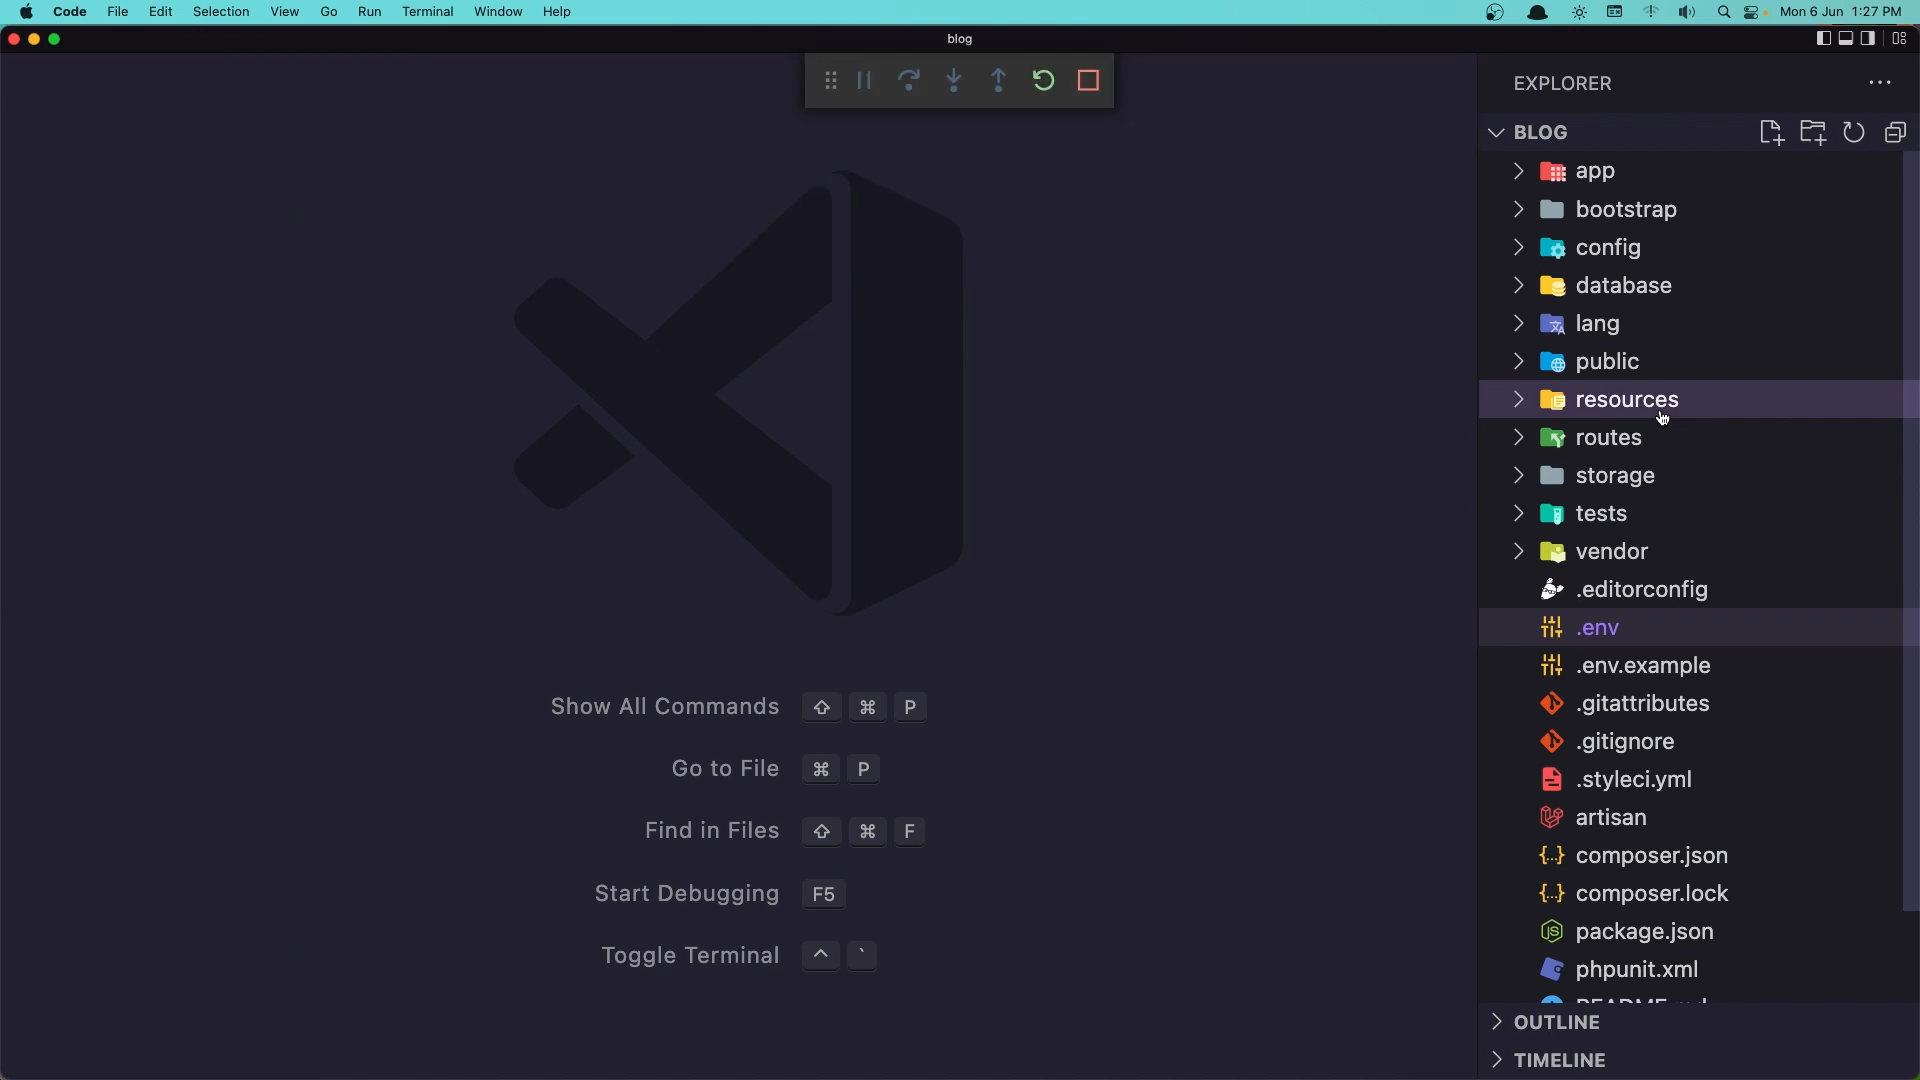 Code File Edit Selection View Go Run Terminal Window Help Mon 6 Jun 1:27 PM
blog
EXPLORER
BLOG
app
bootstrap
config
database
lang
public
resources
routes
storage
tests
vendor
.editorconfig
.env
.env.example
.gitattributes
.gitignore
.styleci.yml
artisan
composer.json
composer.lock
package.json
phpunit.xml
OUTLINE
TIMELINE
Show All Commands ⇧ ⌘ P
Go to File ⌘ P
Find in Files ⇧ ⌘ F
Start Debugging F5
Toggle Terminal ^ `